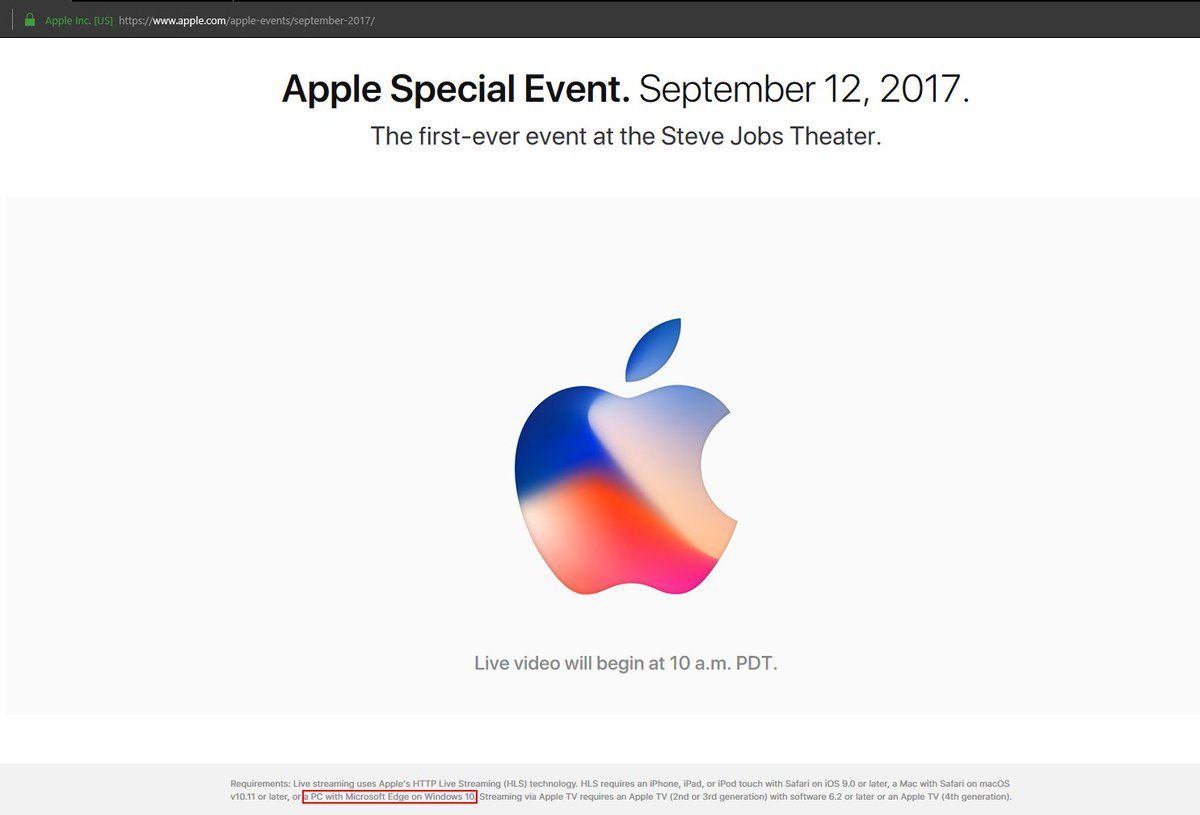 Apple Inc. [US] https://www.apple.com/apple-events/september-2017/
Apple Special Event. September 12, 2017.
The first-ever event at the Steve Jobs Theater.
Live video will begin at 10 a.m. PDT.
Requirements: Live streaming uses Apple's HTTP Live Streaming (HLS) technology. HLS requires an iPhone, iPad, or iPod touch with Safari on iOS 9.0 or later, a Mac with Safari on macOS
v10.11 or later, or a PC with Microsoft Edge on Windows 10. Streaming via Apple TV requires an Apple TV (2nd or 3rd generation) with software 6.2 or later or an Apple TV (4th generation).